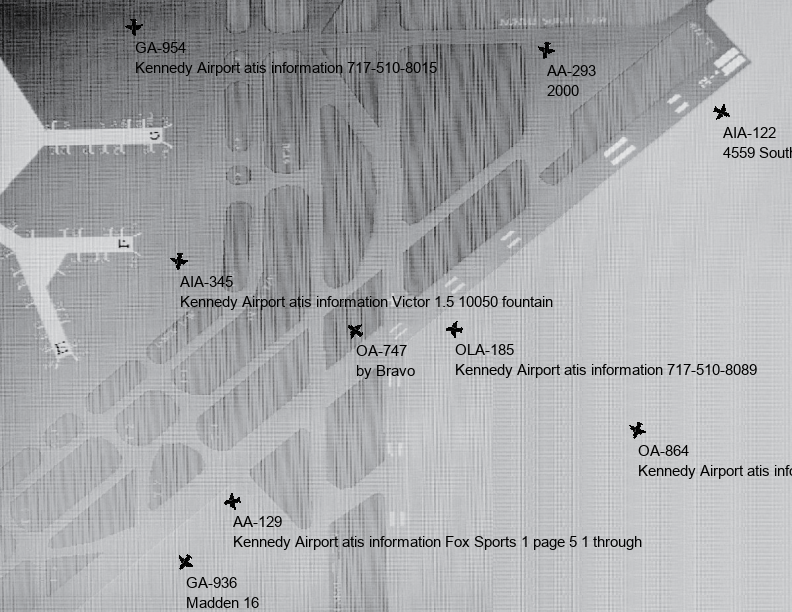 GA-954
Kennedy Airport atis information 717-510-8015
AA-293
2000
AIA-122
4559 South
AIA-345
Kennedy Airport atis information Victor 1.5 10050 fountain
OA-747
by Bravo
OLA-185
Kennedy Airport atis information 717-510-8089
OA-864
Kennedy Airport atis info
AA-129
Kennedy Airport atis information Fox Sports 1 page 5 1 through
GA-936
Madden 16